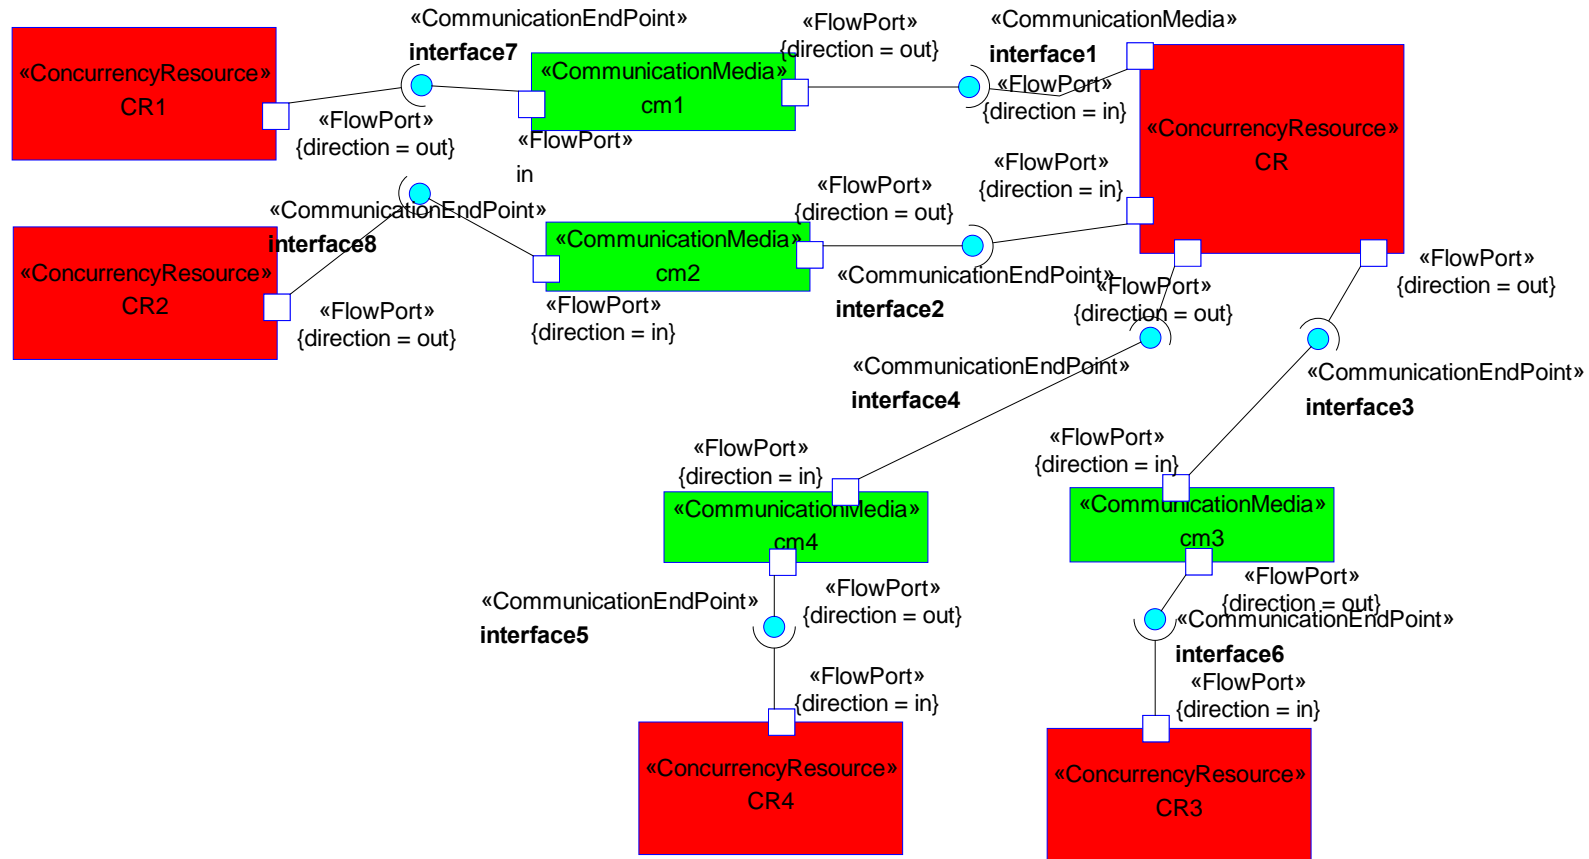 «CommunicationEndPoint»
interface7
«FlowPort»
{direction = out}
«CommunicationMedia»
interface1
«ConcurrencyResource»
CR1
«CommunicationMedia»
cm1
«FlowPort»
{direction = in}
«FlowPort»
{direction = out}
«FlowPort»
in
«ConcurrencyResource»
CR
«FlowPort»
{direction = out}
«FlowPort»
{direction = in}
«CommunicationEndPoint»
interface8
«ConcurrencyResource»
CR2
«CommunicationMedia»
cm2
«CommunicationEndPoint»
interface2
«FlowPort»
{direction = out}
«FlowPort»
{direction = out}
«FlowPort»
{direction = out}
«FlowPort»
{direction = in}
«CommunicationEndPoint»
interface4
«CommunicationEndPoint»
interface3
«FlowPort»
{direction = in}
«FlowPort»
{direction = in}
«CommunicationMedia»
cm4
«CommunicationMedia»
cm3
«CommunicationEndPoint»
interface5
«FlowPort»
{direction = out}
«FlowPort»
{direction = out}
«CommunicationEndPoint»
interface6
«FlowPort»
{direction = in}
«FlowPort»
{direction = in}
«ConcurrencyResource»
CR4
«ConcurrencyResource»
CR3